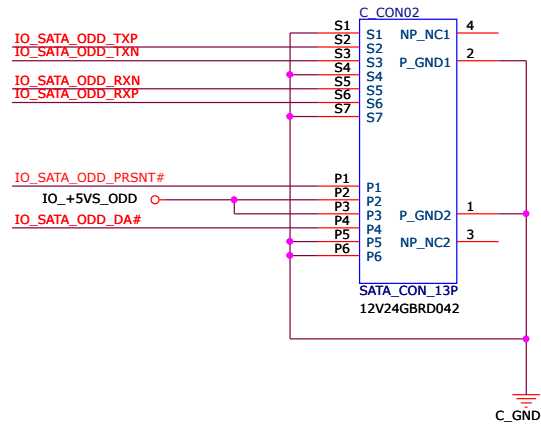 C_CON02
S1 S1 NP_NC1 4
IO_SATA_ODD_TXP S2 S2
IO_SATA_ODD_TXN S3 S3 P_GND1 2
S4 S4
IO_SATA_ODD_RXN S5 S5
IO_SATA_ODD_RXP S6 S6
S7 S7
IO_SATA_ODD_PRSNT# P1 P1
IO_+5VS_ODD P2 P2
P3 P3 P_GND2 1
IO_SATA_ODD_DA# P4 P4
P5 P5 NP_NC2 3
P6 P6
SATA_CON_13P
12V24GBRD042
C_GND